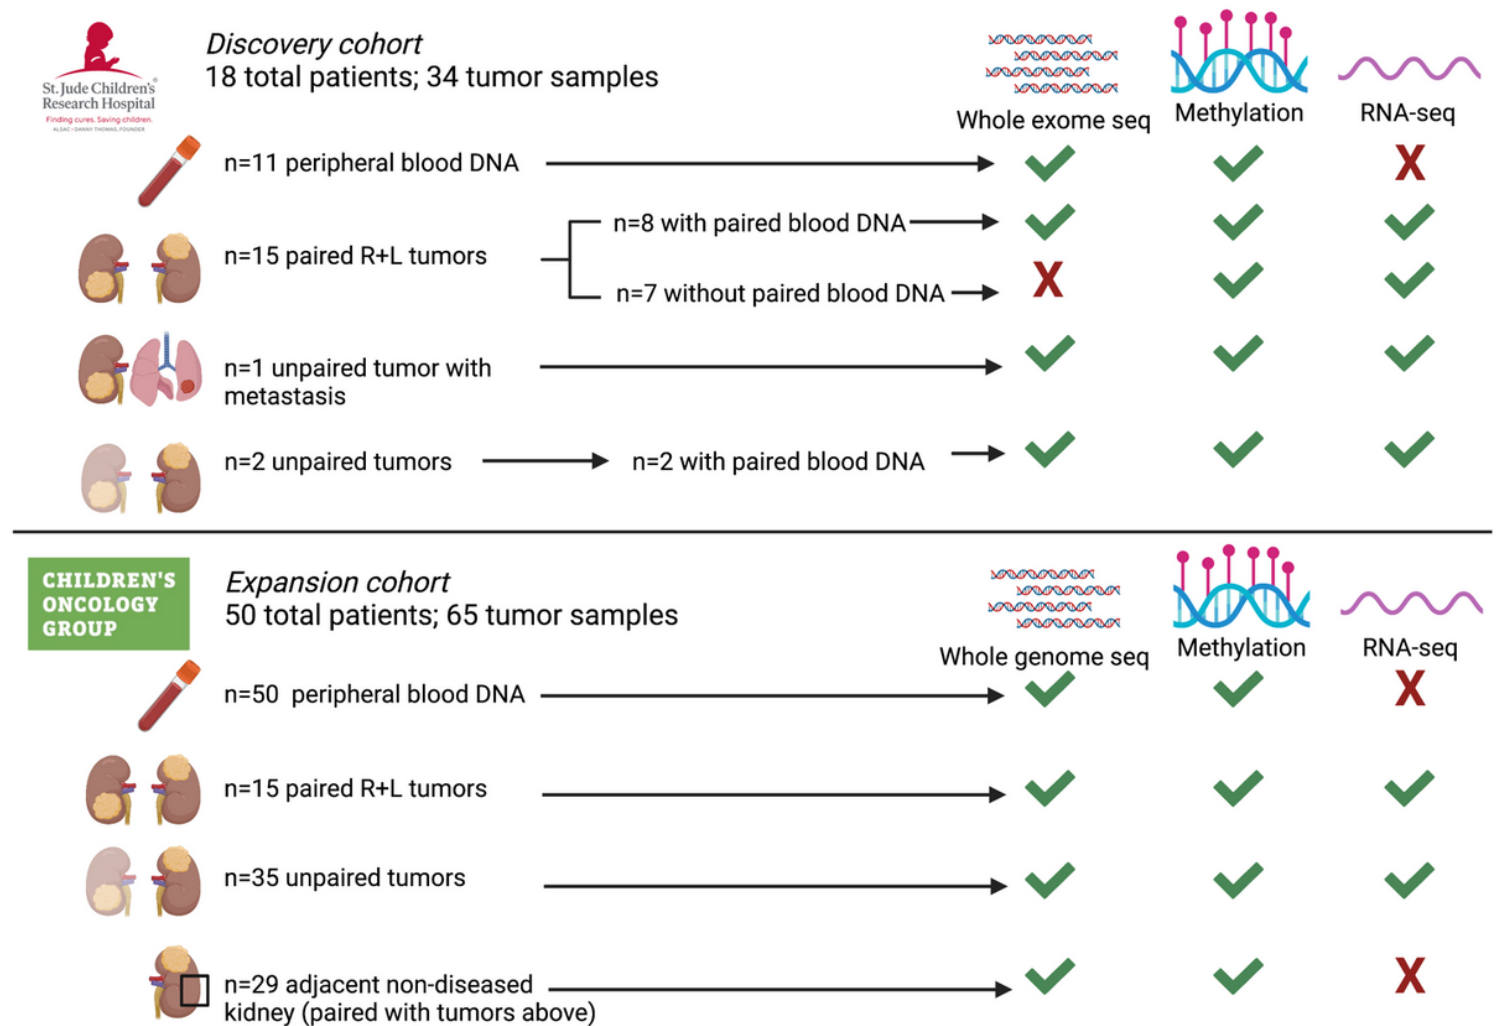 St. Jude Children's
Research Hospital
®
Finding cures. Saving children.
ALSAC • DANNY THOMAS, FOUNDER
Discovery cohort
18 total patients; 34 tumor samples
Whole exome seq
Methylation
RNA-seq
n=11 peripheral blood DNA
X
n=15 paired R+L tumors
n=8 with paired blood DNA
n=7 without paired blood DNA
X
n=1 unpaired tumor with
metastasis
n=2 unpaired tumors
n=2 with paired blood DNA
CHILDREN'S
ONCOLOGY
GROUP
Expansion cohort
50 total patients; 65 tumor samples
Whole genome seq
Methylation
RNA-seq
n=50 peripheral blood DNA
X
n=15 paired R+L tumors
n=35 unpaired tumors
n=29 adjacent non-diseased
kidney (paired with tumors above)
X